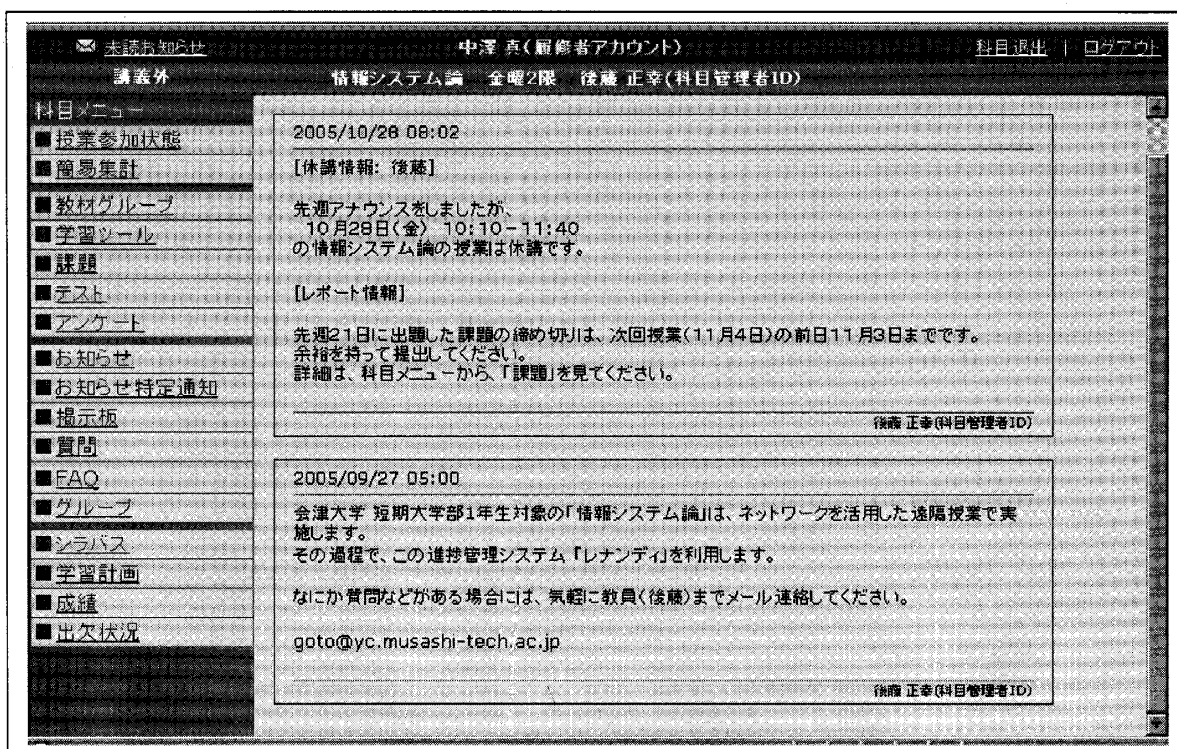 未読お知らせ 中澤 真(履修者アカウント) 科目退出 | ログアウト
講義外 情報システム論 金曜2限 後藤 正幸(科目管理者ID)
科目メニュー
■授業参加状態
■簡易集計
■教材グループ
■学習ツール
■課題
■テスト
■アンケート
■お知らせ
■お知らせ特定通知
■掲示板
■質問
■FAQ
■グループ
■シラバス
■学習計画
■成績
■出欠状況
2005/10/28 08:02
[休講情報: 後藤]
先週アナウンスをしましたが、
10月28日(金) 10:10-11:40
の情報システム論の授業は休講です。
[レポート情報]
先週21日に出題した課題の締め切りは、次回授業(11月4日)の前日11月3日までです。
余裕を持って提出してください。
詳細は、科目メニューから、「課題」を見てください。
後藤 正幸(科目管理者ID)
2005/09/27 05:00
会津大学 短期大学部1年生対象の「情報システム論」は、ネットワークを活用した遠隔授業で実
施します。
その過程で、この進捗管理システム「レナンディ」を利用します。
なにか質問などがある場合には、気軽に教員(後藤)までメール連絡してください。
goto@yc.musashi-tech.ac.jp
後藤 正幸(科目管理者ID)